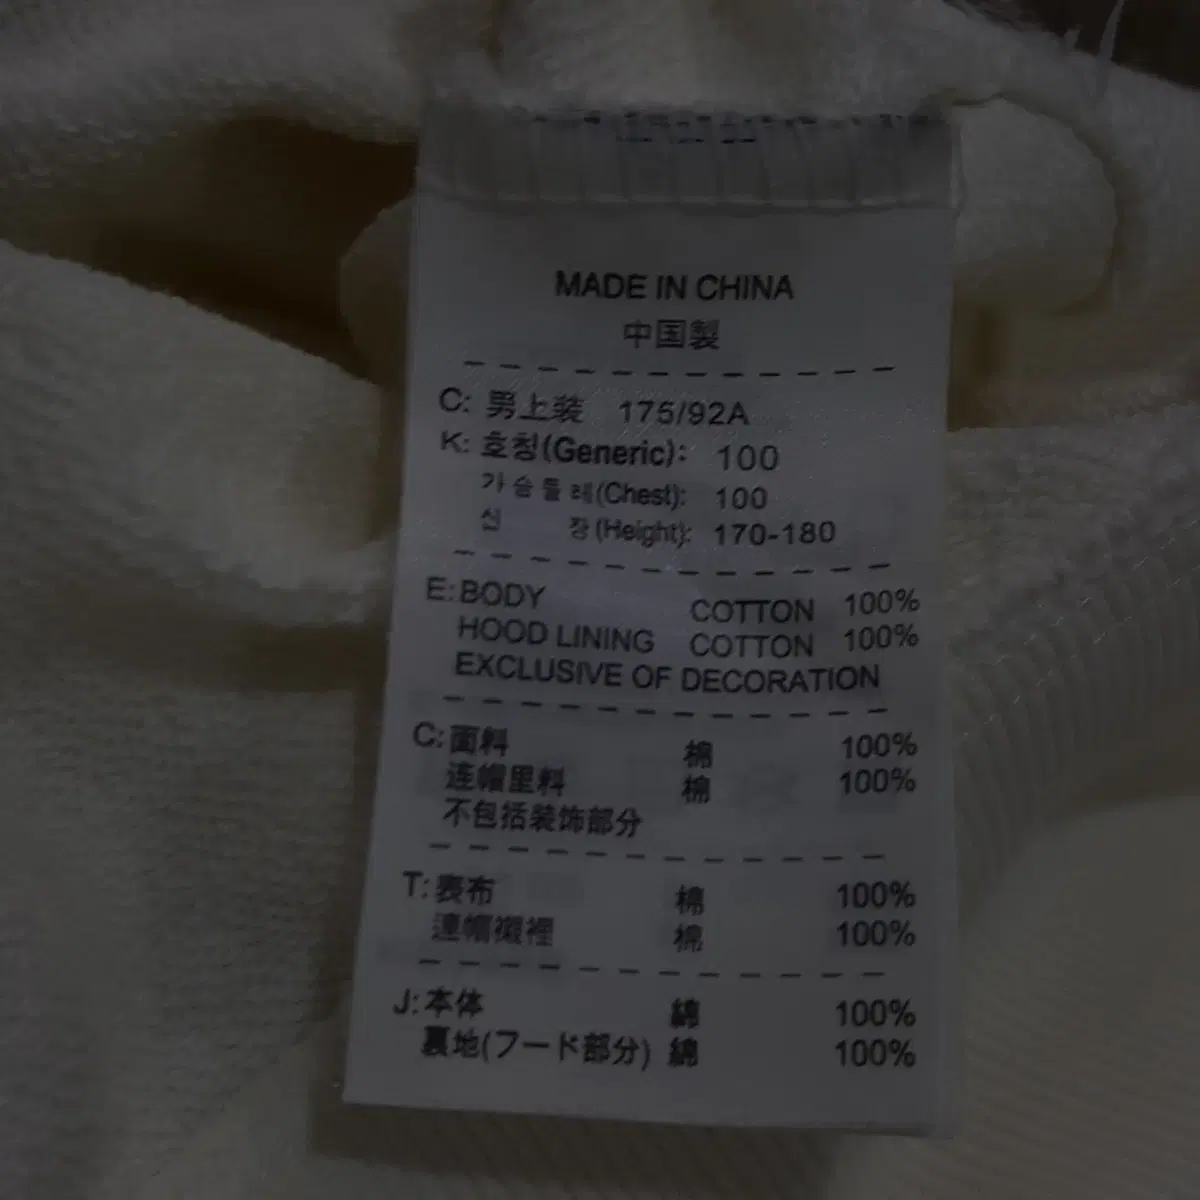 MADE IN CHINA
中国製
C: 男上装 175/92A
K: 호칭(Generic): 100
가슴둘레(Chest): 100
신 장(Height): 170-180
E: BODY COTTON 100%
HOOD LINING COTTON 100%
EXCLUSIVE OF DECORATION
C: 面料 棉 100%
连帽里料 棉 100%
不包括装饰部分
T: 表布 棉 100%
連帽襯裡 棉 100%
J: 本体 綿 100%
裏地(フード部分) 綿 100%